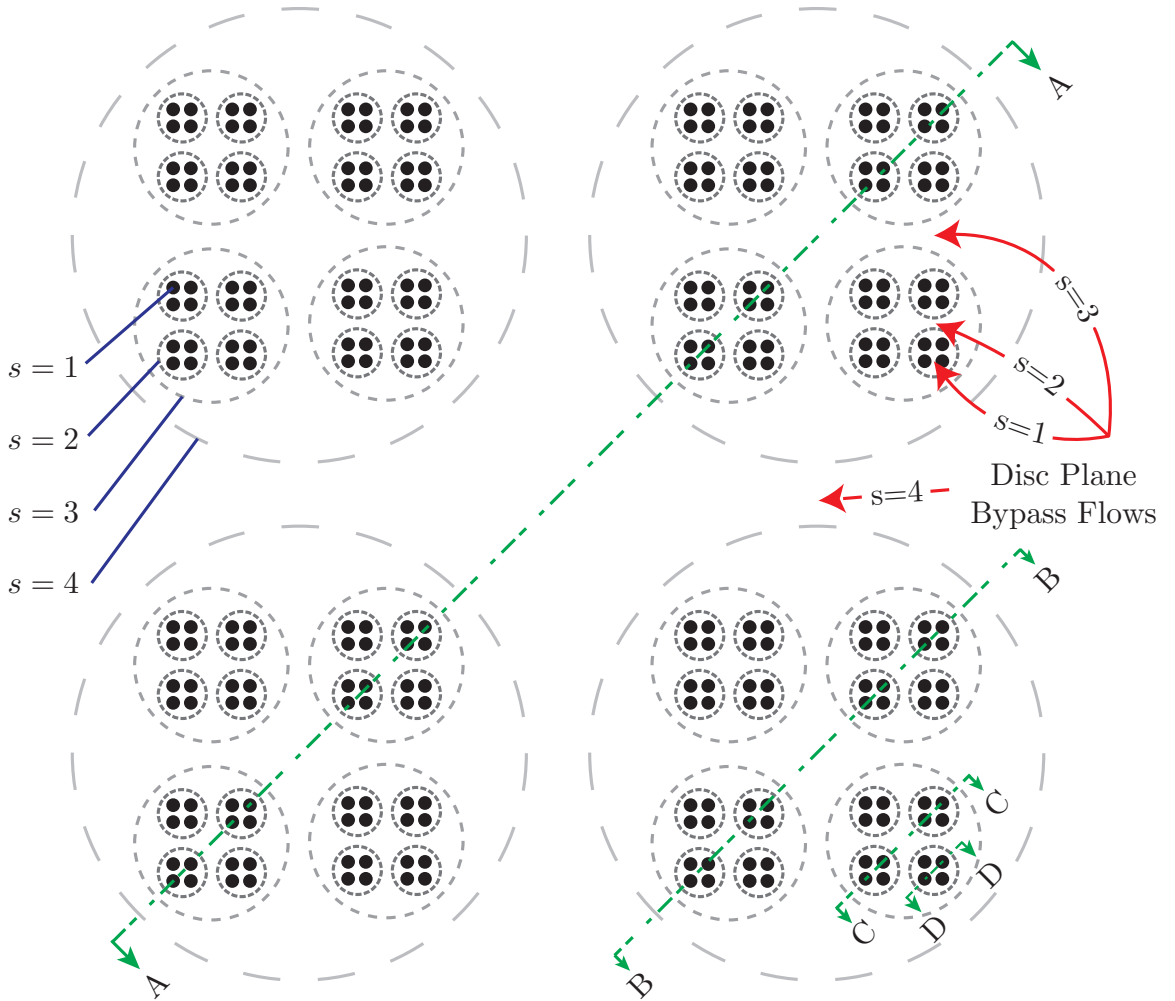 A
s=3
s = 1
s=2
s=1
s = 2
Disc Plane
s=4
Bypass Flows
s = 3
s = 4
B
C
D
C
D
A
B